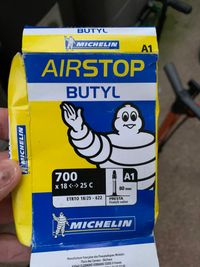 BUTYL
MICHELIN
A1
AIRSTOP
BUTYL
700
x 18 <-> 25 C
A1
80 mm
ETRTO 18/25 - 622
PRESTA
MICHELIN